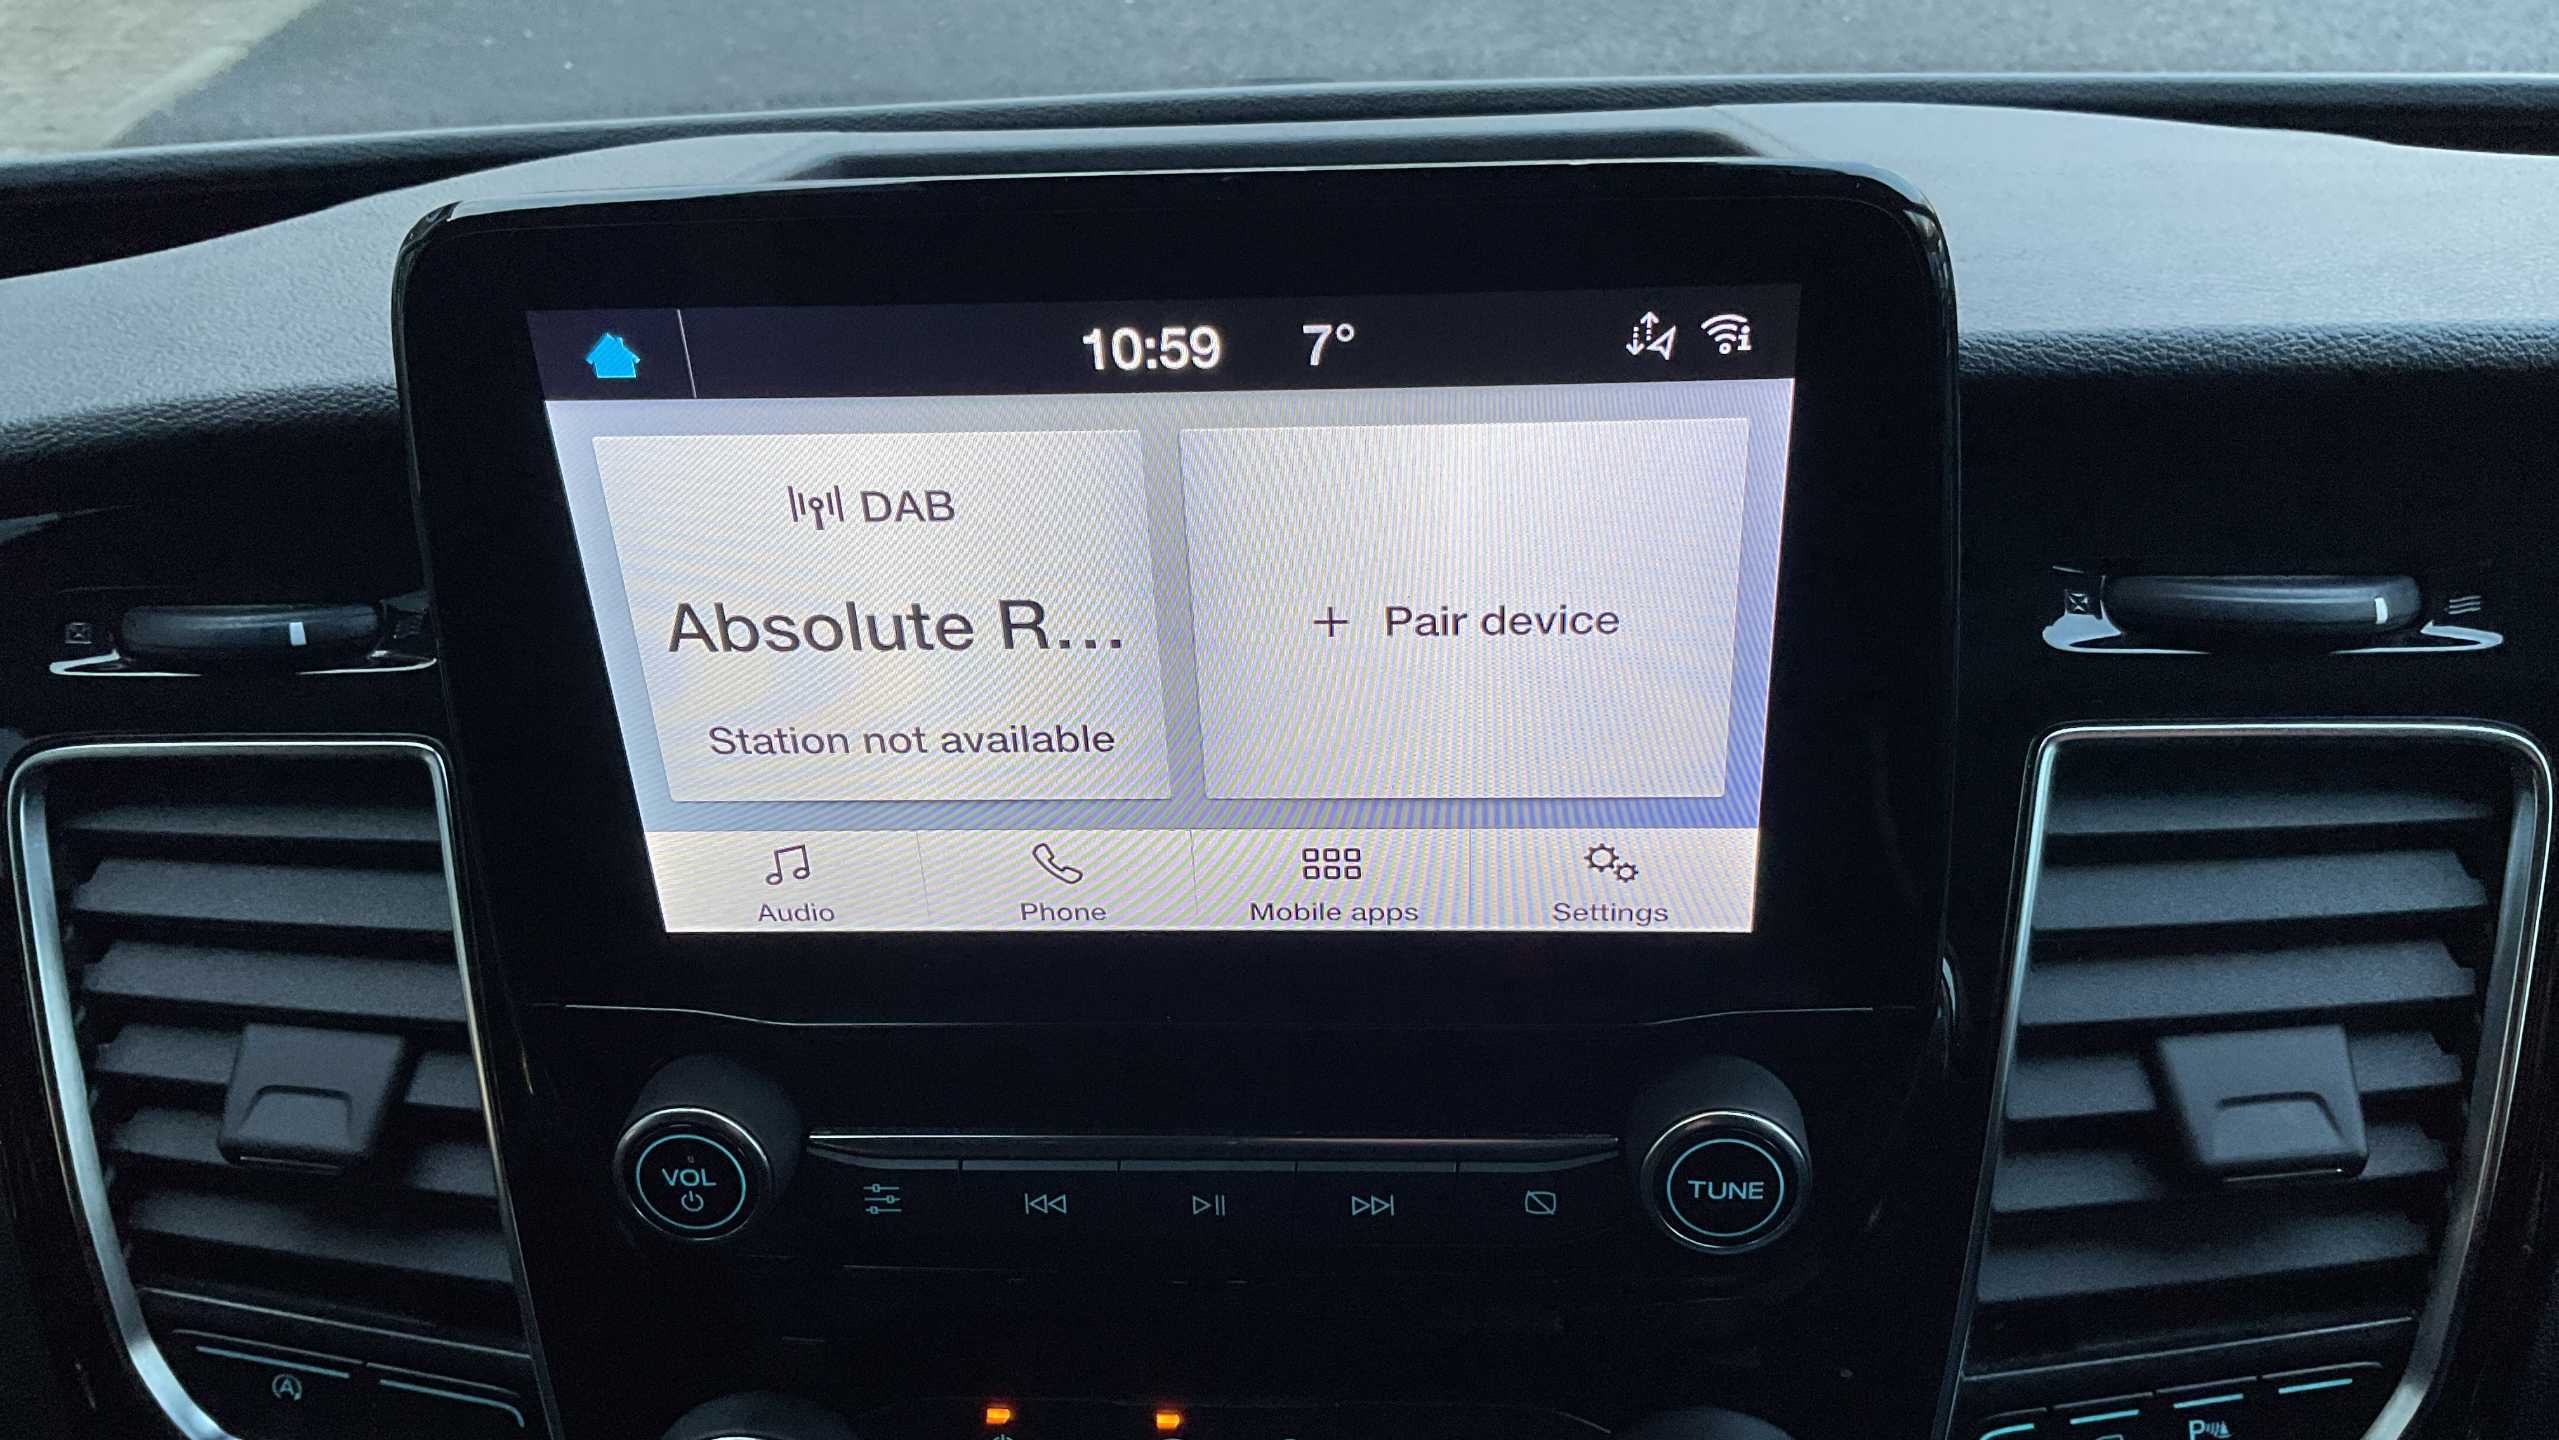 10:59 7°
DAB
Absolute R...
Station not available
+ Pair device
Audio Phone Mobile apps Settings
VOL
TUNE
A
P